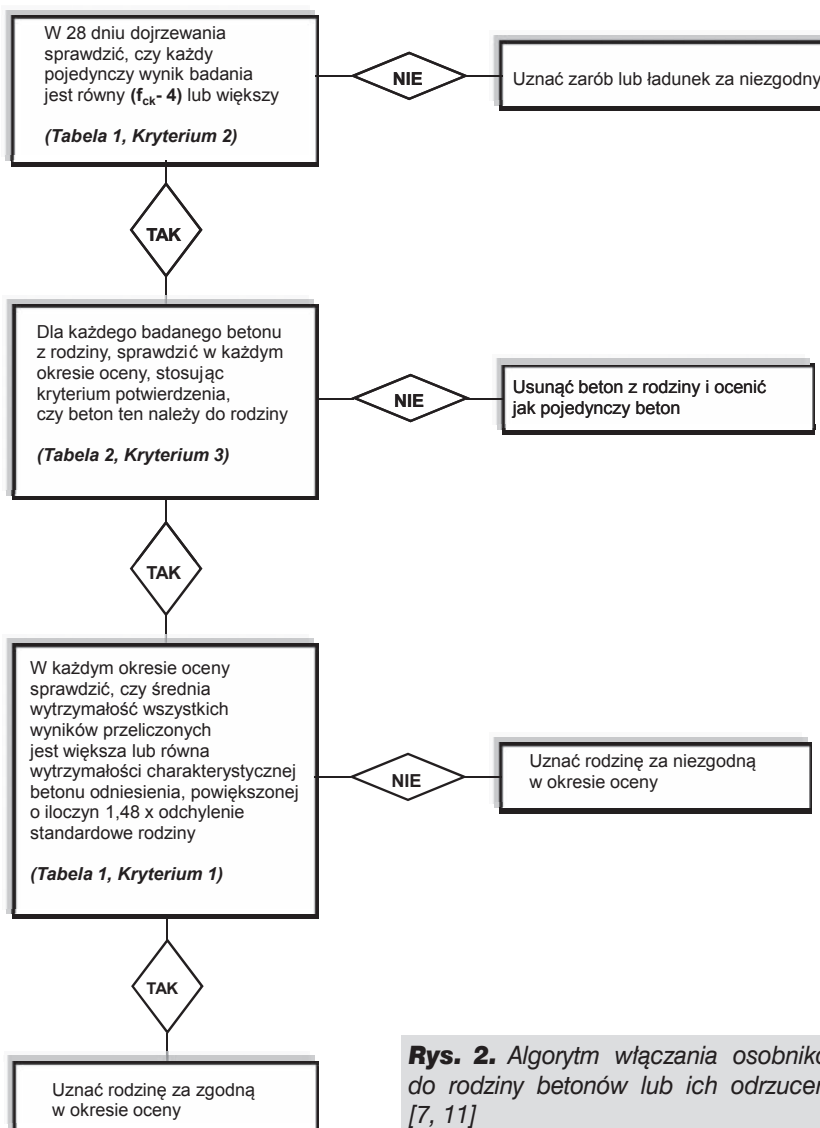 W 28 dniu dojrzewania
sprawdzić, czy każdy
pojedynczy wynik badania
jest równy (fck- 4) lub większy
(Tabela 1, Kryterium 2)
NIE
Uznać zarób lub ładunek za niezgodny
TAK
Dla każdego badanego betonu
z rodziny, sprawdzić w każdym
okresie oceny, stosując
kryterium potwierdzenia,
czy beton ten należy do rodziny
(Tabela 2, Kryterium 3)
NIE
Usunąć beton z rodziny i ocenić
jak pojedynczy beton
TAK
W każdym okresie oceny
sprawdzić, czy średnia
wytrzymałość wszystkich
wyników przeliczonych
jest większa lub równa
wytrzymałości charakterystycznej
betonu odniesienia, powiększonej
o iloczyn 1,48 x odchylenie
standardowe rodziny
(Tabela 1, Kryterium 1)
NIE
Uznać rodzinę za niezgodną
w okresie oceny
TAK
Uznać rodzinę za zgodną
w okresie oceny
Rys. 2. Algorytm włączania
do rodziny betonów lub ich
[7, 11]